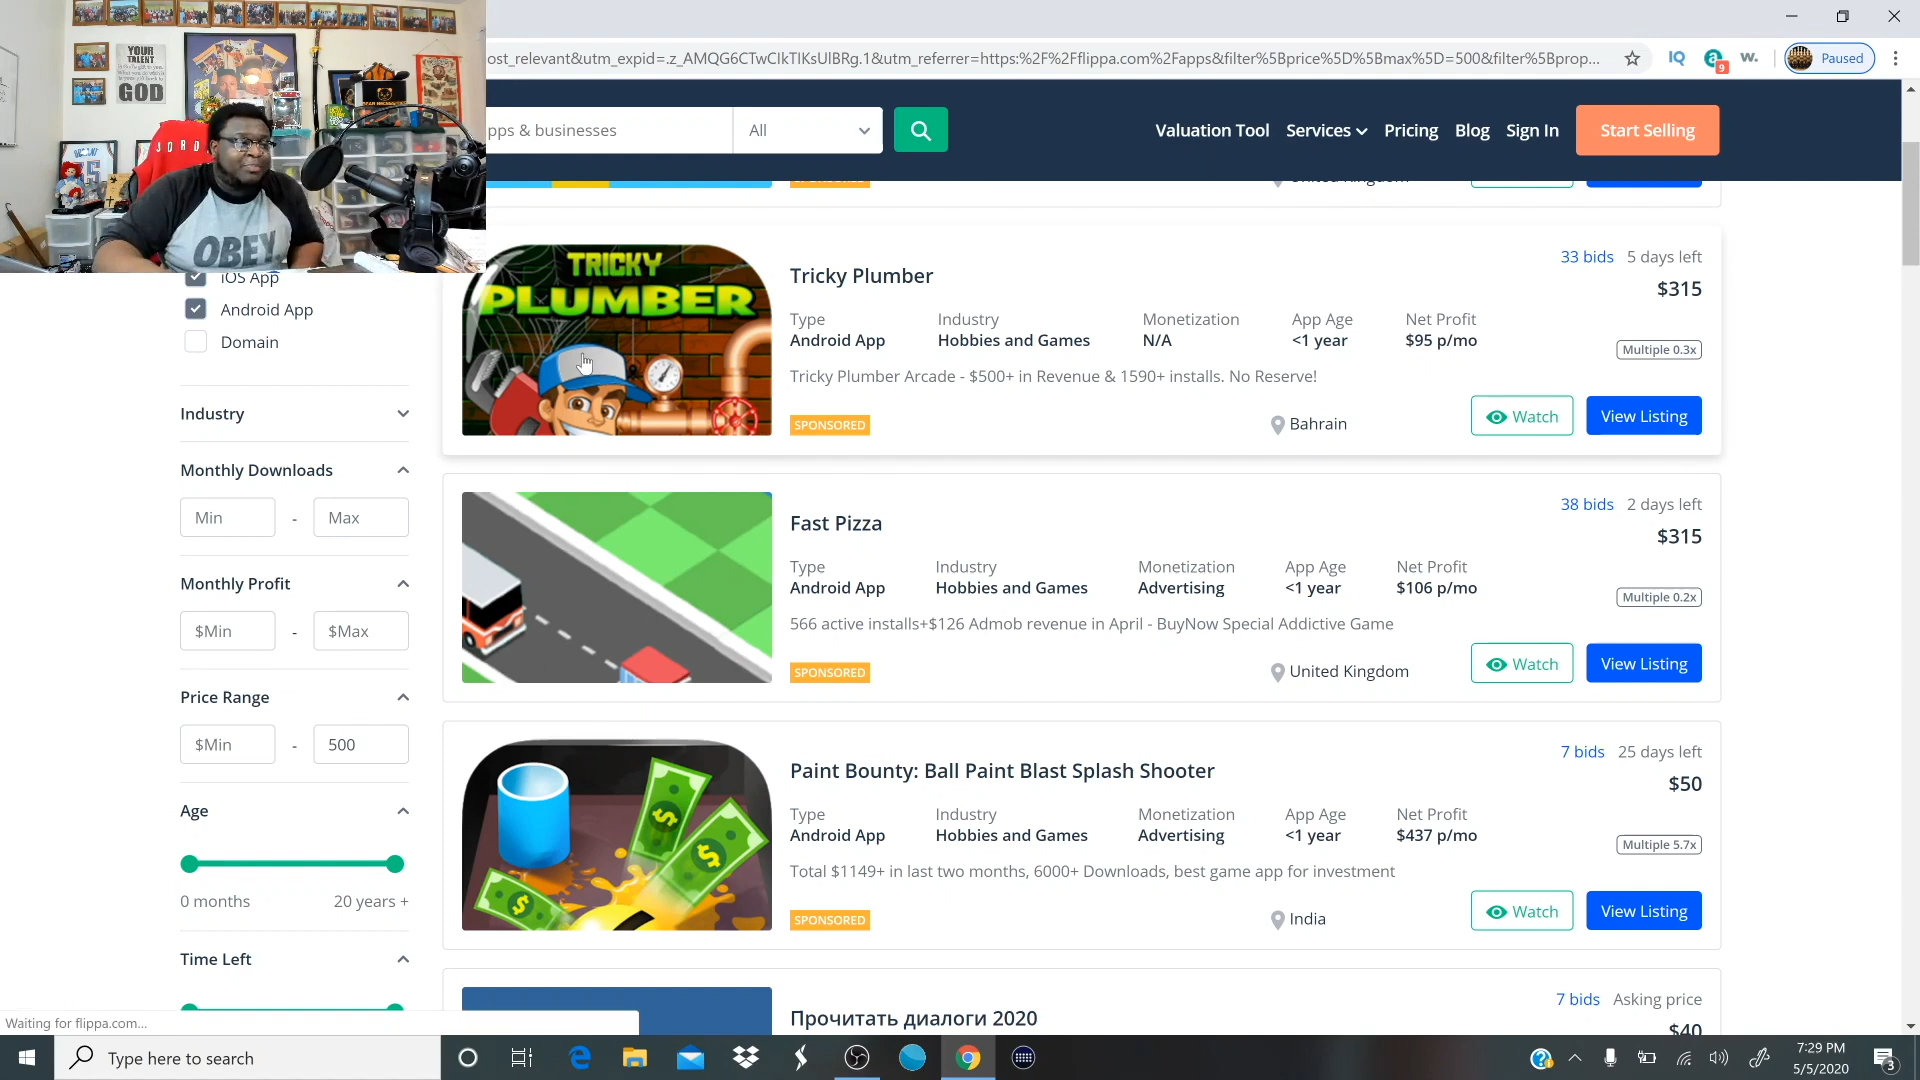 YOUR
TALENT
GOD
JORD
OBEY
ost_relevant&utm_expid=.z_AMQG6CTwCIkTIKsUlBRg.1&utm_referrer=https:%2F%2Fflippa.com%2Fapps&filter%5Bprice%5D%5Bmax%5D=500&filter%5Bprop...
IQ
9
w.
Paused
pps & businesses
All
Valuation Tool
Services
Pricing
Blog
Sign In
Start Selling
iOS App
Android App
Domain
Industry
Monthly Downloads
Min - Max
Monthly Profit
$Min - $Max
Price Range
$Min - 500
Age
0 months 20 years +
Time Left
TRICKY
PLUMBER
Tricky Plumber
33 bids 5 days left
$315
Type Industry Monetization App Age Net Profit
Android App Hobbies and Games N/A <1 year $95 p/mo
Multiple 0.3x
Tricky Plumber Arcade - $500+ in Revenue & 1590+ installs. No Reserve!
SPONSORED
Bahrain
Watch
View Listing
Fast Pizza
38 bids 2 days left
$315
Type Industry Monetization App Age Net Profit
Android App Hobbies and Games Advertising <1 year $106 p/mo
Multiple 0.2x
566 active installs+$126 Admob revenue in April - BuyNow Special Addictive Game
SPONSORED
United Kingdom
Watch
View Listing
Paint Bounty: Ball Paint Blast Splash Shooter
7 bids 25 days left
$50
Type Industry Monetization App Age Net Profit
Android App Hobbies and Games Advertising <1 year $437 p/mo
Multiple 5.7x
Total $1149+ in last two months, 6000+ Downloads, best game app for investment
SPONSORED
India
Watch
View Listing
Прочитать диалоги 2020
7 bids Asking price
$40
Waiting for flippa.com...
Type here to search
7:29 PM
5/5/2020
3